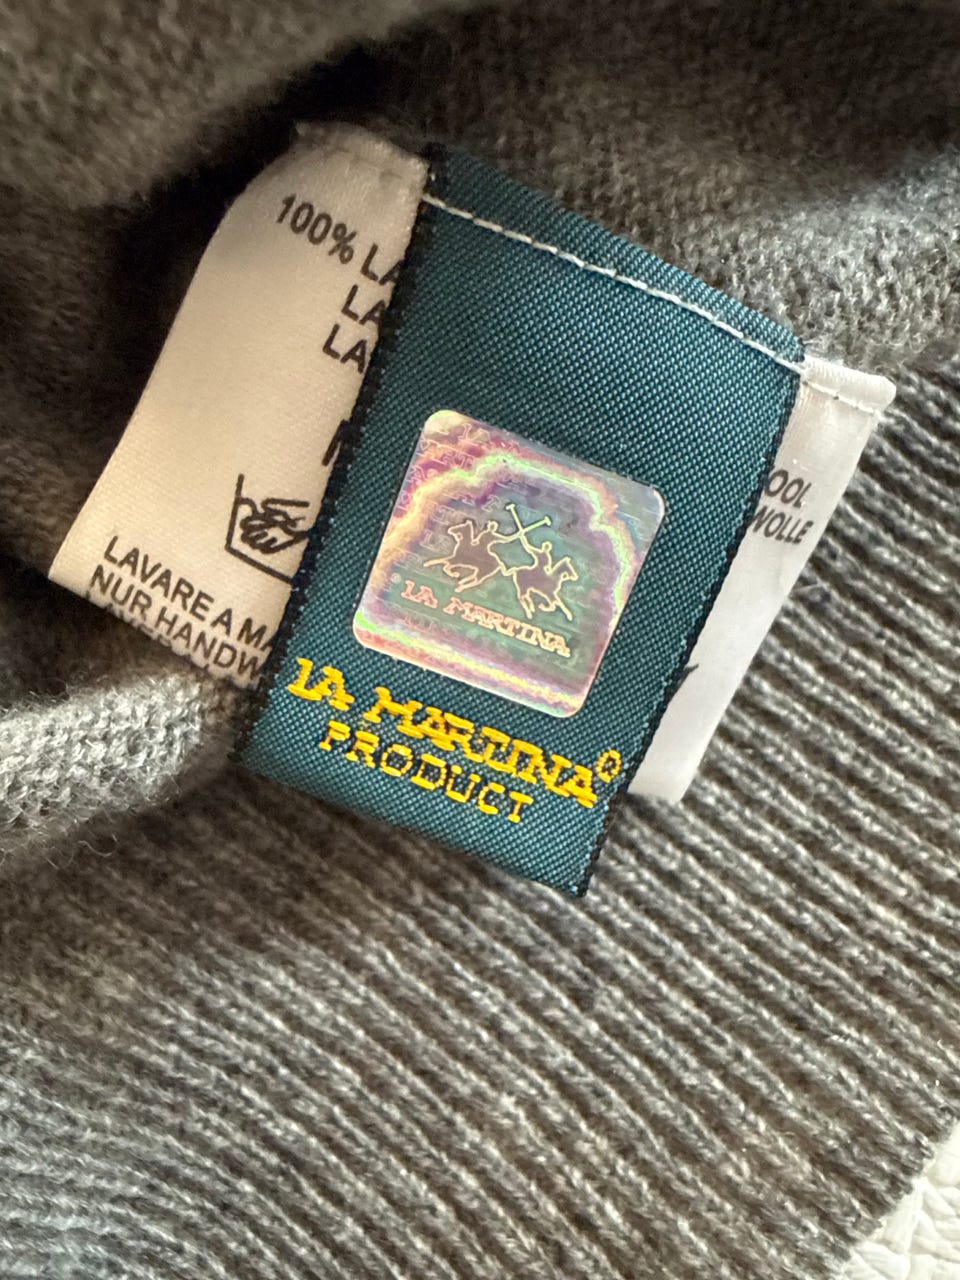 100% LA
LA
LA
OOL
WOLLE
LAVARE A MA
NUR HANDW
® LA MARTINA
LA MARTINA®
PRODUCT